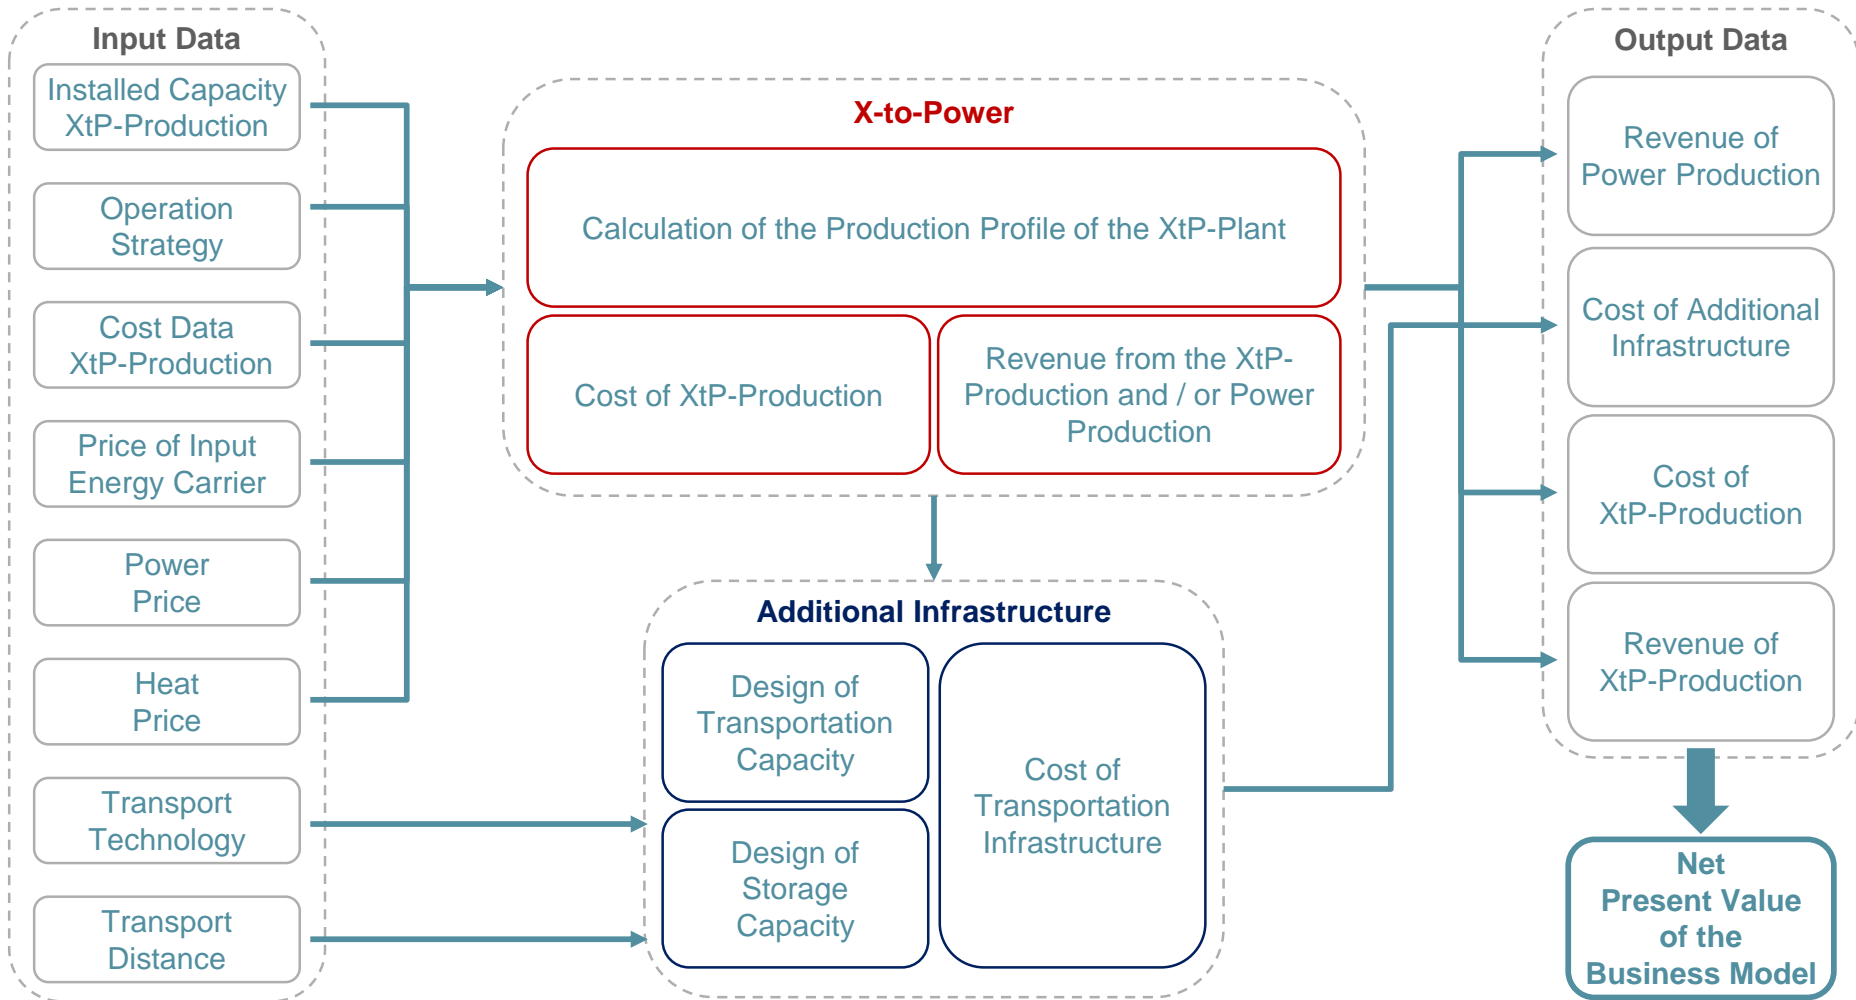 Input Data
Installed Capacity
XtP-Production
Operation
Strategy
Cost Data
XtP-Production
Price of Input
Energy Carrier
Power
Price
Heat
Price
Transport
Technology
Transport
Distance
X-to-Power
Calculation of the Production Profile of the XtP-Plant
Cost of XtP-Production
Revenue from the XtP-
Production and / or Power
Production
Additional Infrastructure
Design of
Transportation
Capacity
Design of
Storage
Capacity
Cost of
Transportation
Infrastructure
Output Data
Revenue of
Power Production
Cost of Additional
Infrastructure
Cost of
XtP-Production
Revenue of
XtP-Production
Net
Present Value
of the
Business Model